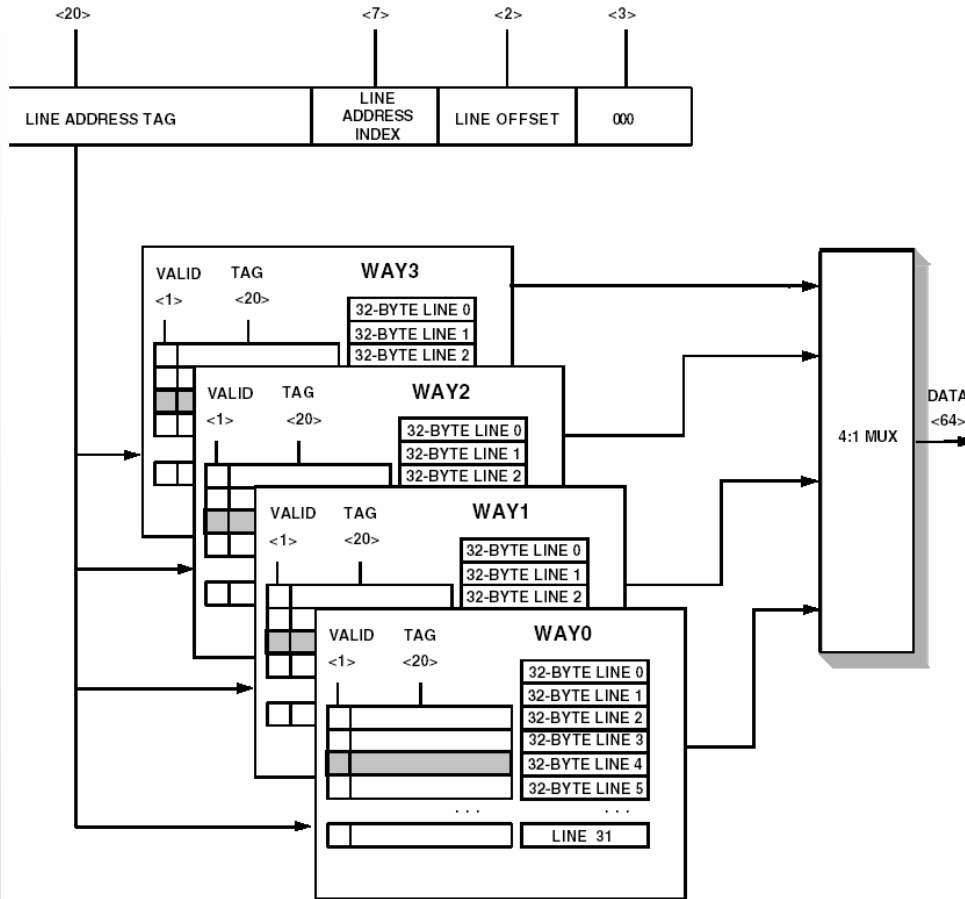 <20> <7> <2> <3>
LINE ADDRESS TAG
LINE
ADDRESS
INDEX
LINE OFFSET
000
WAY3
VALID TAG
<1> <20>
32-BYTE LINE 0
32-BYTE LINE 1
32-BYTE LINE 2
WAY2
VALID TAG
<1> <20>
32-BYTE LINE 0
32-BYTE LINE 1
32-BYTE LINE 2
WAY1
VALID TAG
<1> <20>
32-BYTE LINE 0
32-BYTE LINE 1
32-BYTE LINE 2
WAY0
VALID TAG
<1> <20>
32-BYTE LINE 0
32-BYTE LINE 1
32-BYTE LINE 2
32-BYTE LINE 3
32-BYTE LINE 4
32-BYTE LINE 5
. . . . . .
LINE 31
4:1 MUX
DATA
<64>